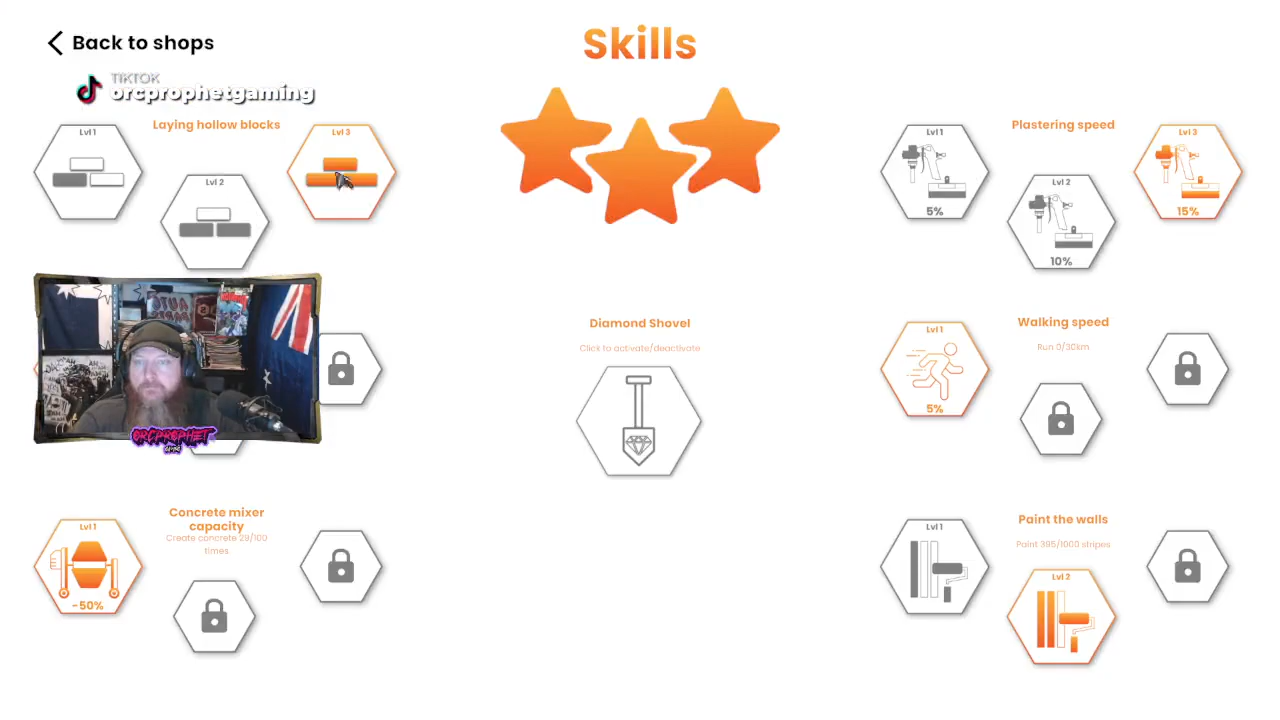 Back to shops
Skills
TIKTOK
orcprophetgaming
Laying hollow blocks
Lvl 1
Lvl 2
Lvl 3
Plastering speed
Lvl 1
5%
Lvl 2
10%
Lvl 3
15%
Diamond Shovel
Click to activate/deactivate
Walking speed
Run 0/30km
Lvl 1
5%
ORCPROPHET
Concrete mixer
capacity
Create concrete 29/100
times
Lvl 1
-50%
Paint the walls
Paint 395/1000 stripes
Lvl 1
Lvl 2